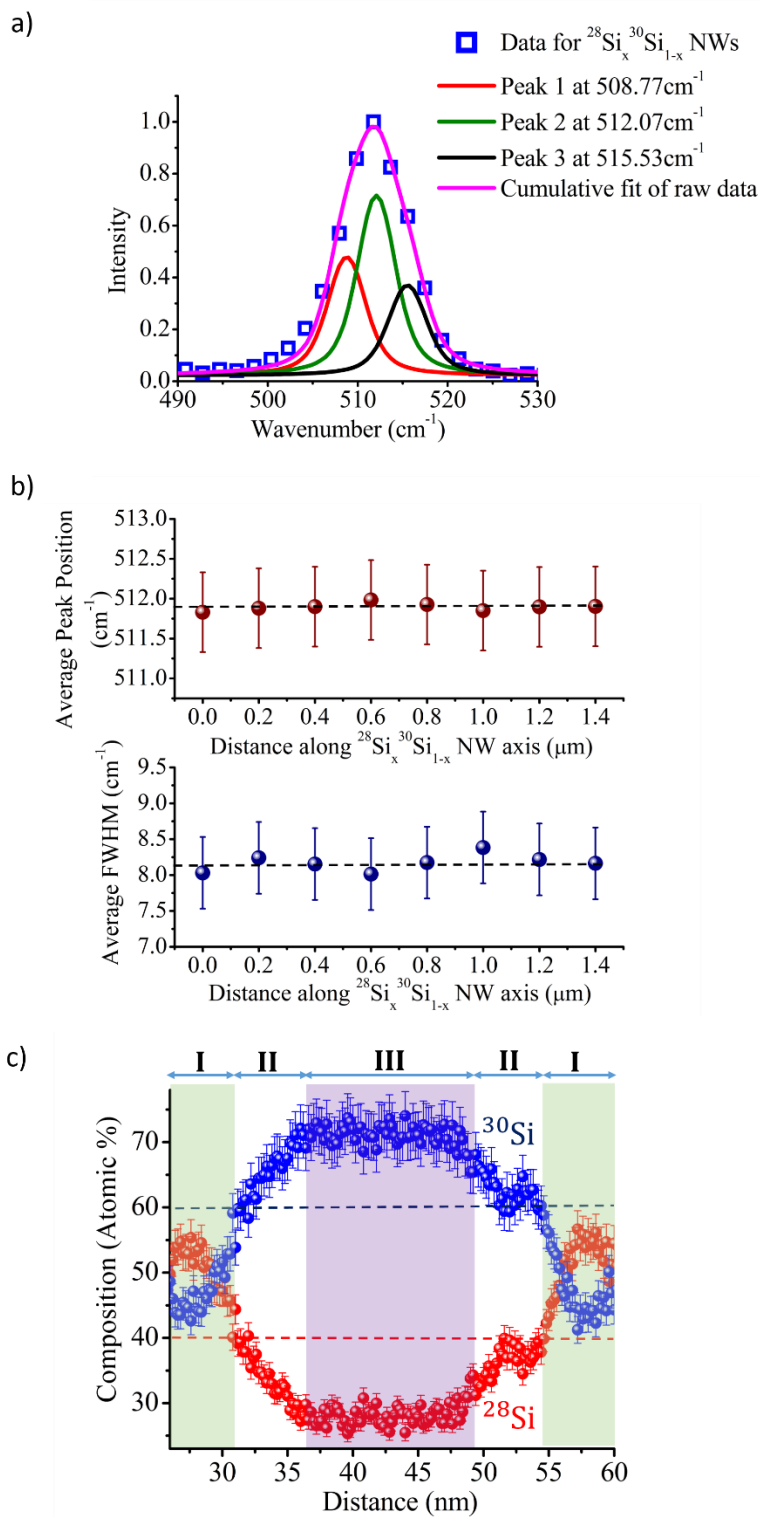 a)
Data for ²⁸Siₓ³⁰Si₁₋ₓ NWs
Peak 1 at 508.77cm⁻¹
Peak 2 at 512.07cm⁻¹
Peak 3 at 515.53cm⁻¹
Cumulative fit of raw data
Intensity
1.0
0.8
0.6
0.4
0.2
0.0
490 500 510 520 530
Wavenumber (cm⁻¹)
b)
Average Peak Position
(cm⁻¹)
513.0
512.5
512.0
511.5
511.0
0.0 0.2 0.4 0.6 0.8 1.0 1.2 1.4
Distance along ²⁸Siₓ³⁰Si₁₋ₓ NW axis (μm)
Average FWHM (cm⁻¹)
9.5
9.0
8.5
8.0
7.5
7.0
0.0 0.2 0.4 0.6 0.8 1.0 1.2 1.4
Distance along ²⁸Siₓ³⁰Si₁₋ₓ NW axis (μm)
c)
I II III II I
Composition (Atomic %)
70
60
50
40
30
³⁰Si
²⁸Si
30 35 40 45 50 55 60
Distance (nm)